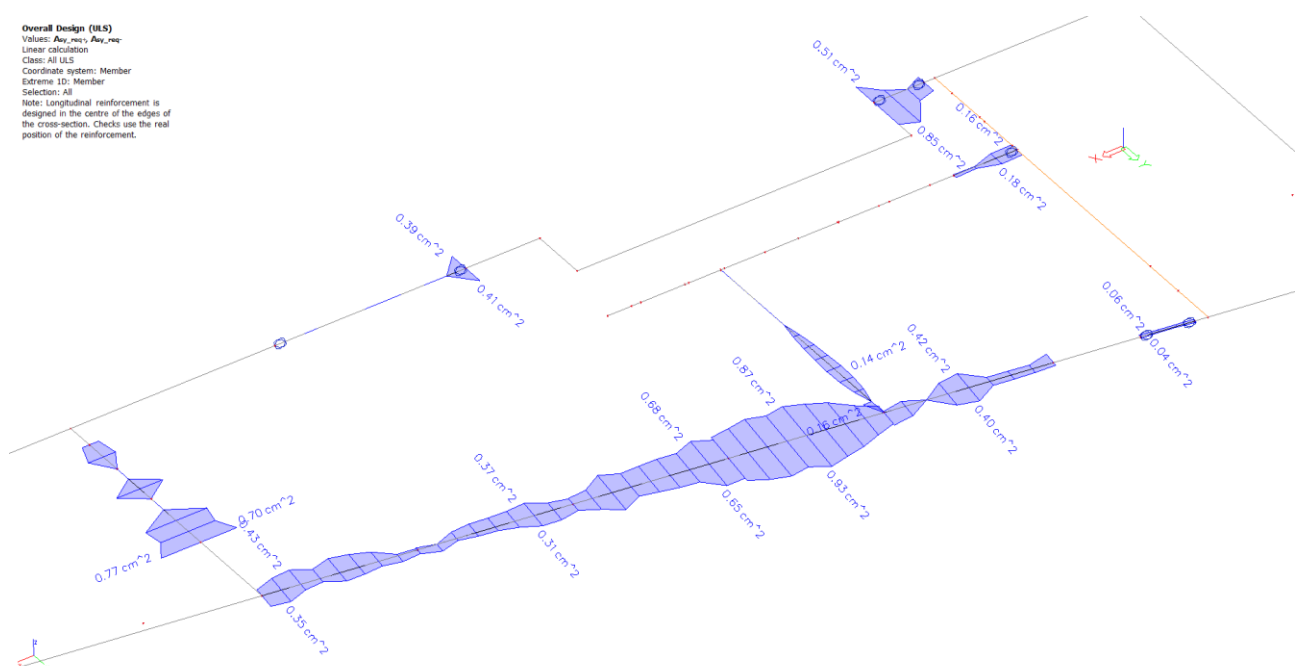 Overall Design (ULS)
Values: Asy_req+, Asy_req-
Linear calculation
Class: All ULS
Coordinate system: Member
Extreme 1D: Member
Selection: All
Note: Longitudinal reinforcement is
designed in the centre of the edges of
the cross-section. Checks use the real
position of the reinforcement.
0.51 cm^2
0.85 cm^2
0.16 cm^2
0.18 cm^2
X
Y
0.39 cm^2
0.41 cm^2
0.06 cm^2
0.04 cm^2
0.14 cm^2
0.42 cm^2
0.40 cm^2
0.87 cm^2
0.16 cm^2
0.93 cm^2
0.68 cm^2
0.65 cm^2
0.37 cm^2
0.31 cm^2
0.70 cm^2
0.77 cm^2
0.43 cm^2
0.35 cm^2